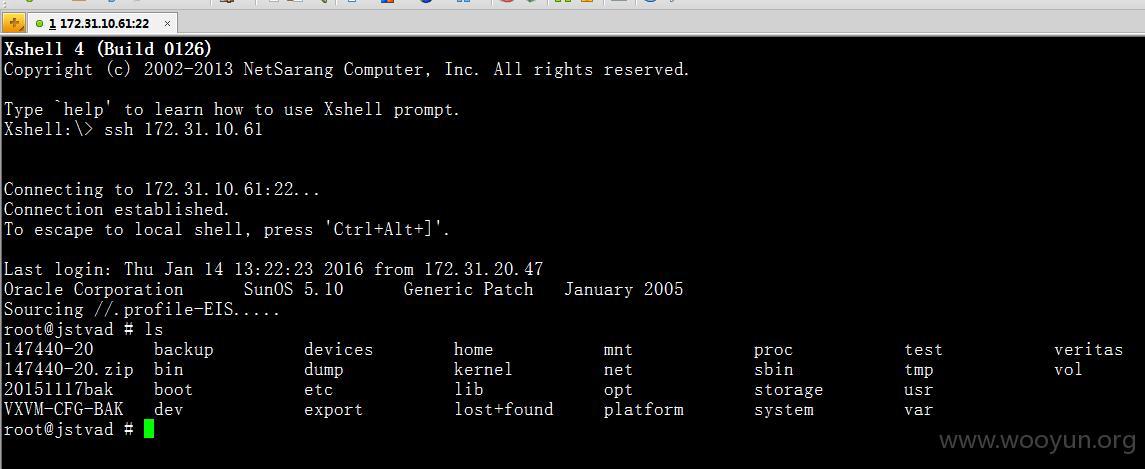 1 172.31.10.61:22 ×
Xshell 4 (Build 0126)
Copyright (c) 2002-2013 NetSarang Computer, Inc. All rights reserved.
Type `help' to learn how to use Xshell prompt.
Xshell:\> ssh 172.31.10.61
Connecting to 172.31.10.61:22...
Connection established.
To escape to local shell, press 'Ctrl+Alt+]'.
Last login: Thu Jan 14 13:22:23 2016 from 172.31.20.47
Oracle Corporation      SunOS 5.10      Generic Patch   January 2005
Sourcing //.profile-EIS.....
root@jstvad # ls
147440-20      backup         devices        home           mnt            proc           test           veritas
147440-20.zip  bin            dump           kernel         net            sbin           tmp            vol
20151117bak    boot           etc            lib            opt            storage        usr
VXVM-CFG-BAK   dev            export         lost+found     platform       system         var
root@jstvad #
www.wooyun.org